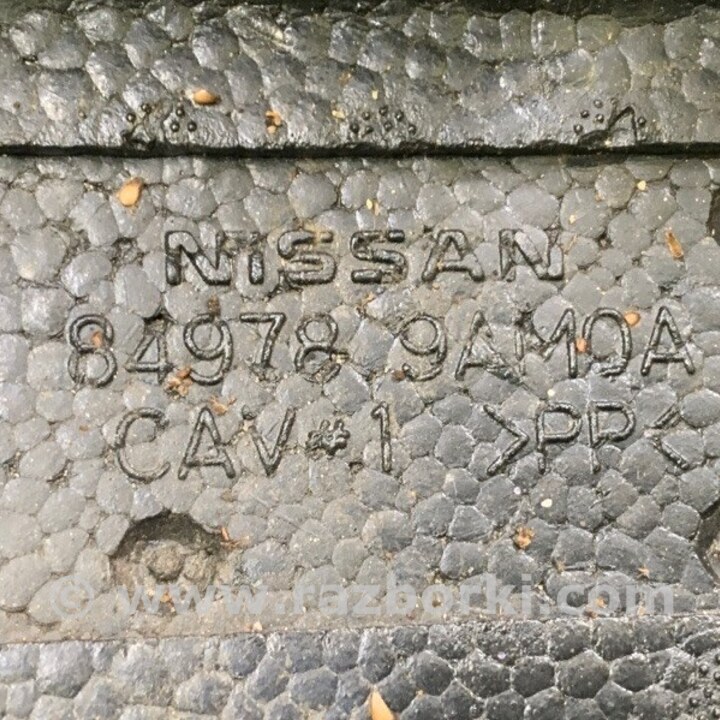 NISSAN
84978 9AM0A
CAV#1 >PP<
© www.razborki.com